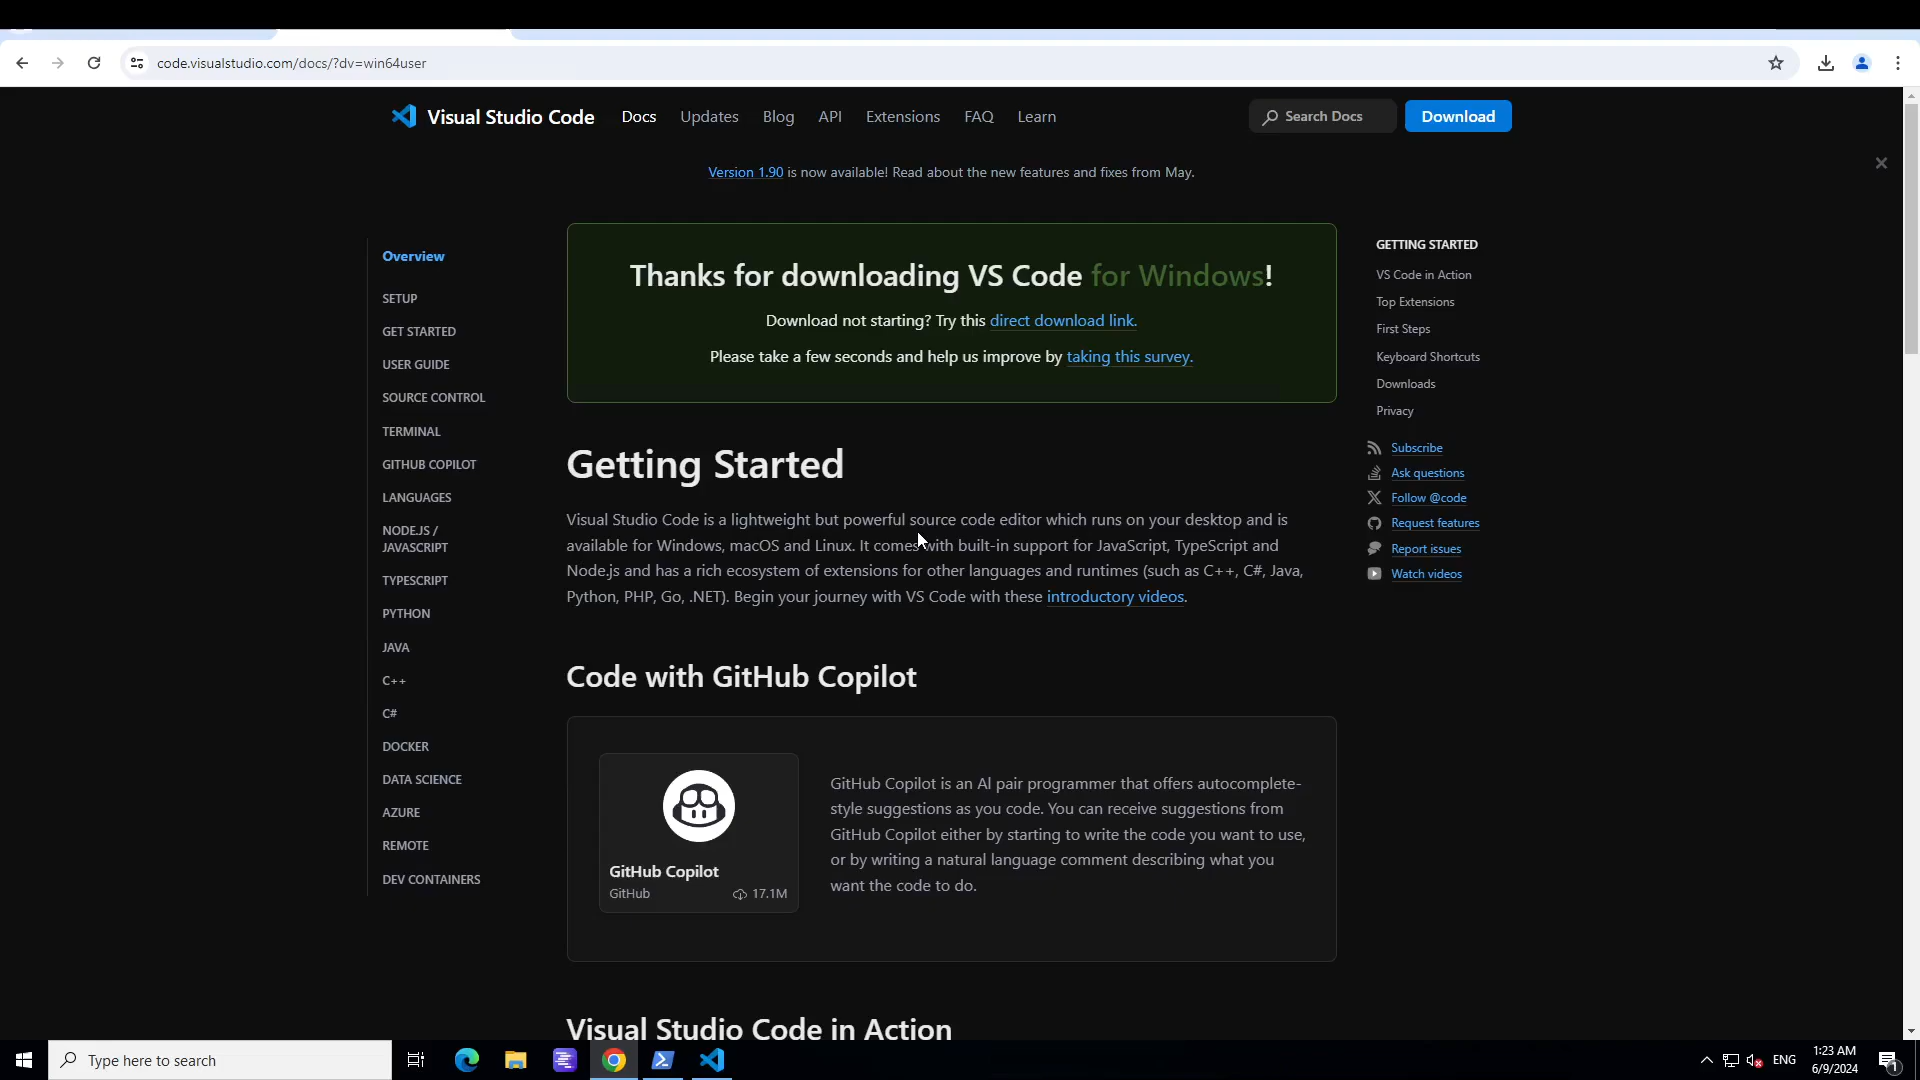 code.visualstudio.com/docs/?dv=win64user
Visual Studio Code
Docs
Updates
Blog
API
Extensions
FAQ
Learn
Search Docs
Download
Version 1.90 is now available! Read about the new features and fixes from May.
Overview
SETUP
GET STARTED
USER GUIDE
SOURCE CONTROL
TERMINAL
GITHUB COPILOT
LANGUAGES
NODE.JS /
JAVASCRIPT
TYPESCRIPT
PYTHON
JAVA
C++
C#
DOCKER
DATA SCIENCE
AZURE
REMOTE
DEV CONTAINERS
Thanks for downloading VS Code for Windows!
Download not starting? Try this direct download link.
Please take a few seconds and help us improve by taking this survey.
Getting Started
Visual Studio Code is a lightweight but powerful source code editor which runs on your desktop and is
available for Windows, macOS and Linux. It comes with built-in support for JavaScript, TypeScript and
Node.js and has a rich ecosystem of extensions for other languages and runtimes (such as C++, C#, Java,
Python, PHP, Go, .NET). Begin your journey with VS Code with these introductory videos.
Code with GitHub Copilot
GitHub Copilot
GitHub
17.1M
GitHub Copilot is an AI pair programmer that offers autocomplete-
style suggestions as you code. You can receive suggestions from
GitHub Copilot either by starting to write the code you want to use,
or by writing a natural language comment describing what you
want the code to do.
Visual Studio Code in Action
GETTING STARTED
VS Code in Action
Top Extensions
First Steps
Keyboard Shortcuts
Downloads
Privacy
Subscribe
Ask questions
Follow @code
Request features
Report issues
Watch videos
Type here to search
ENG
1:23 AM
6/9/2024
1